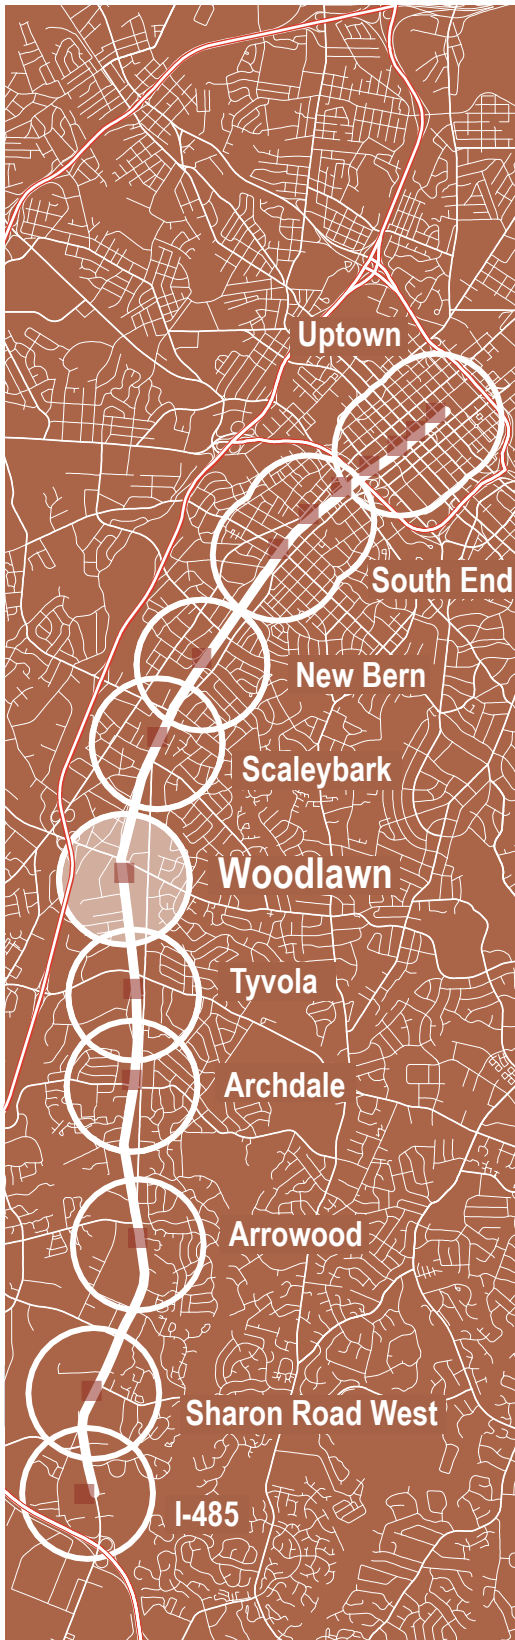 Uptown
South End
New Bern
Scaleybark
Woodlawn
Tyvola
Archdale
Arrowood
Sharon Road West
I-485